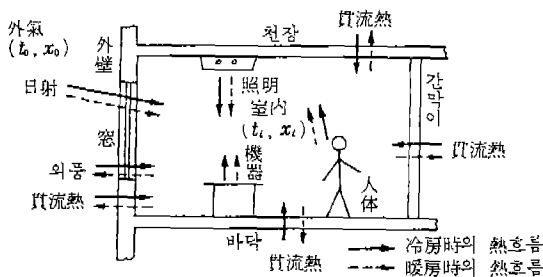 外氣
(t₀, x₀)
外壁
천장
貫流熱
日射
照明
室內
(tᵢ, xᵢ)
간막이
窓
機器
貫流熱
외풍
人体
貫流熱
바닥
貫流熱
冷房時의 熱흐름
暖房時의 熱흐름